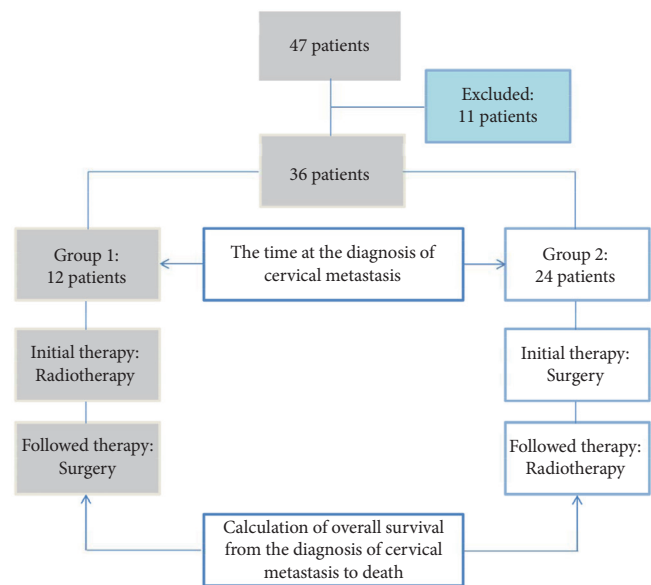 47 patients
Excluded:
11 patients
36 patients
Group 1:
12 patients
The time at the diagnosis of
cervical metastasis
Group 2:
24 patients
Initial therapy:
Radiotherapy
Initial therapy:
Surgery
Followed therapy:
Surgery
Followed therapy:
Radiotherapy
Calculation of overall survival
from the diagnosis of cervical
metastasis to death